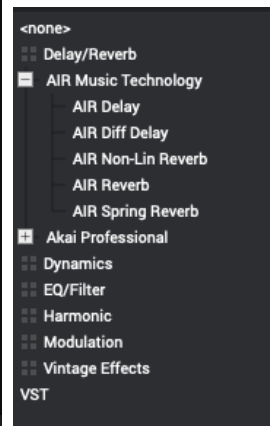 <none>
Delay/Reverb
AIR Music Technology
AIR Delay
AIR Diff Delay
AIR Non-Lin Reverb
AIR Reverb
AIR Spring Reverb
Akai Professional
Dynamics
EQ/Filter
Harmonic
Modulation
Vintage Effects
VST